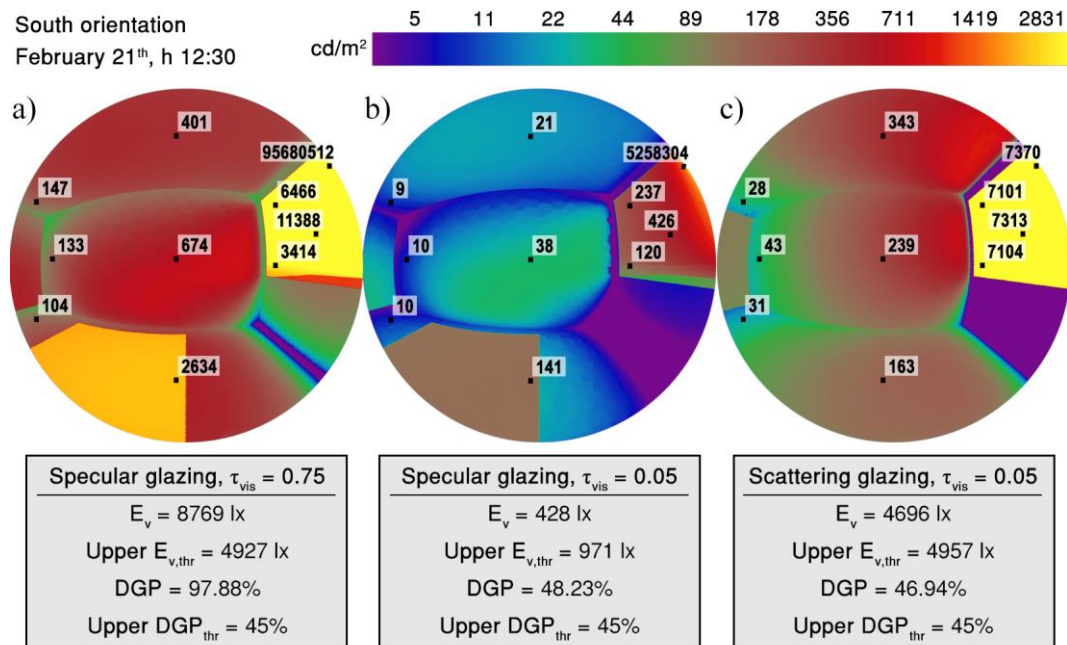 South orientation
February 21th, h 12:30
cd/m2
5 11 22 44 89 178 356 711 1419 2831
a)
401
95680512
147
6466
11388
133
674
3414
104
2634
b)
21
5258304
9
237
426
10
38
120
10
141
c)
343
7370
28
7101
7313
43
239
7104
31
163
Specular glazing, τvis = 0.75
Ev = 8769 lx
Upper Ev,thr = 4927 lx
DGP = 97.88%
Upper DGPthr = 45%
Specular glazing, τvis = 0.05
Ev = 428 lx
Upper Ev,thr = 971 lx
DGP = 48.23%
Upper DGPthr = 45%
Scattering glazing, τvis = 0.05
Ev = 4696 lx
Upper Ev,thr = 4957 lx
DGP = 46.94%
Upper DGPthr = 45%